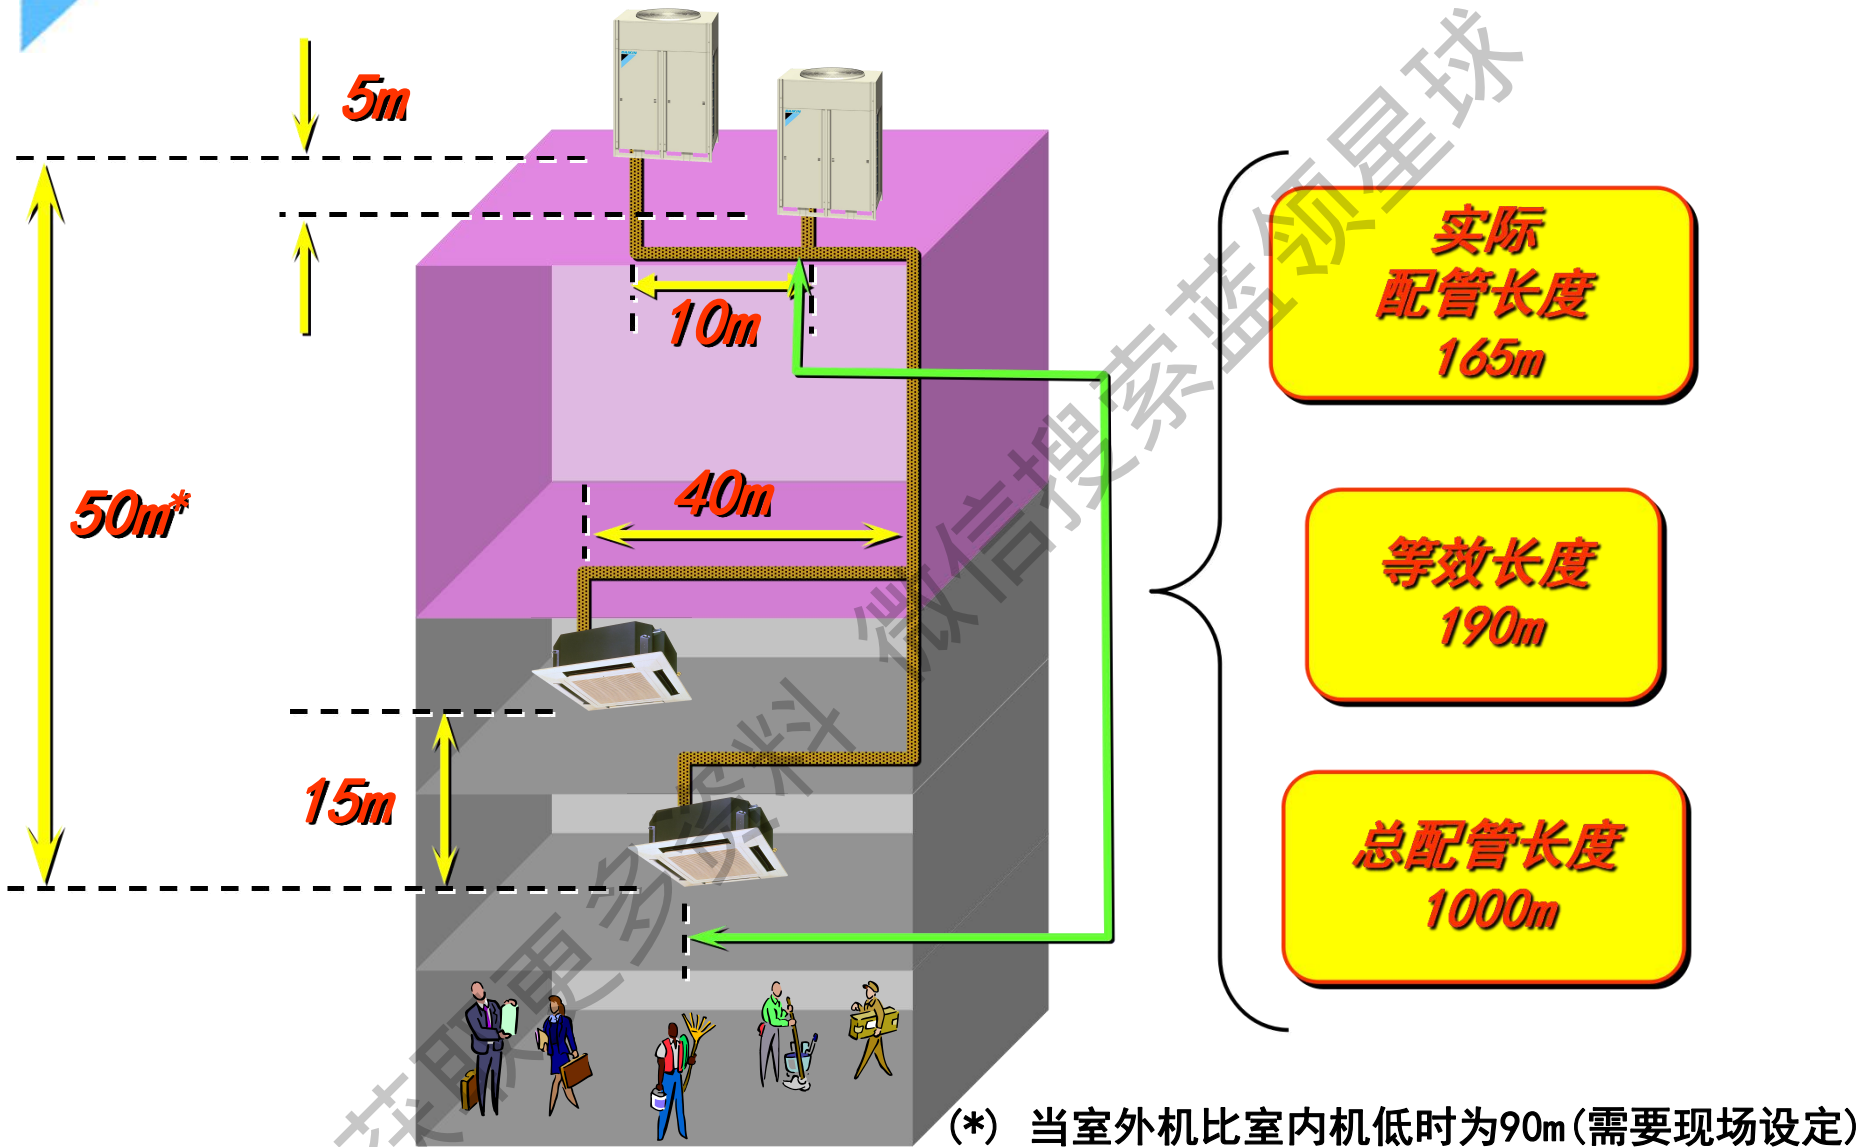 5m
10m
50m*
40m
15m
实际
配管长度
165m
等效长度
190m
总配管长度
1000m
(*) 当室外机比室内机低时为90m(需要现场设定)
获取更多资料 微信搜索蓝领星球